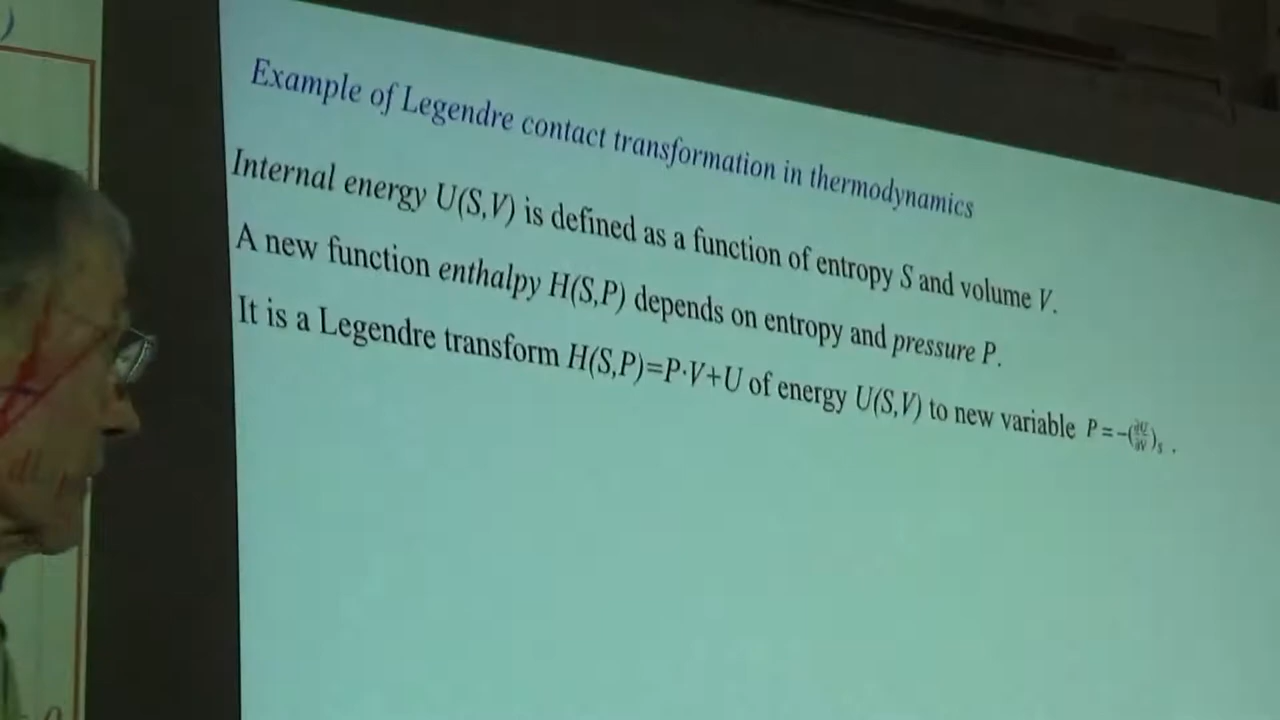 Example of Legendre contact transformation in thermodynamics
Internal energy U(S,V) is defined as a function of entropy S and volume V.
A new function enthalpy H(S,P) depends on entropy and pressure P.
It is a Legendre transform H(S,P)=P·V+U of energy U(S,V) to new variable P=-(∂U/∂V)S .